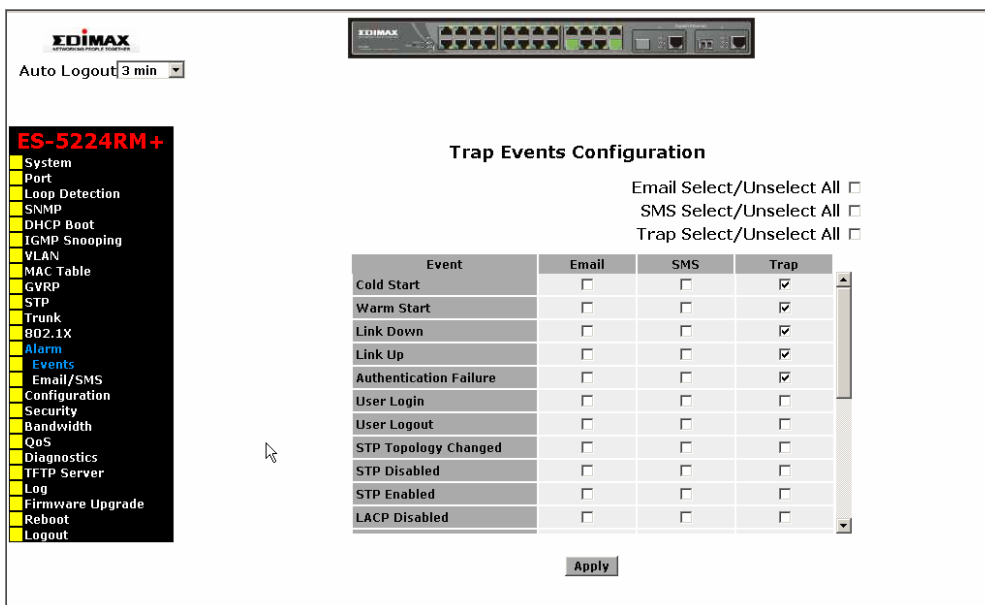 EDIMAX
NETWORKING PEOPLE TOGETHER
EDIMAX
Auto Logout 3 min
ES-5224RM+
System
Port
Loop Detection
SNMP
DHCP Boot
IGMP Snooping
VLAN
MAC Table
GVRP
STP
Trunk
802.1X
Alarm
Events
Email/SMS
Configuration
Security
Bandwidth
QoS
Diagnostics
TFTP Server
Log
Firmware Upgrade
Reboot
Logout
Trap Events Configuration
Email Select/Unselect All
SMS Select/Unselect All
Trap Select/Unselect All
Event Email SMS Trap
Cold Start
Warm Start
Link Down
Link Up
Authentication Failure
User Login
User Logout
STP Topology Changed
STP Disabled
STP Enabled
LACP Disabled
Apply